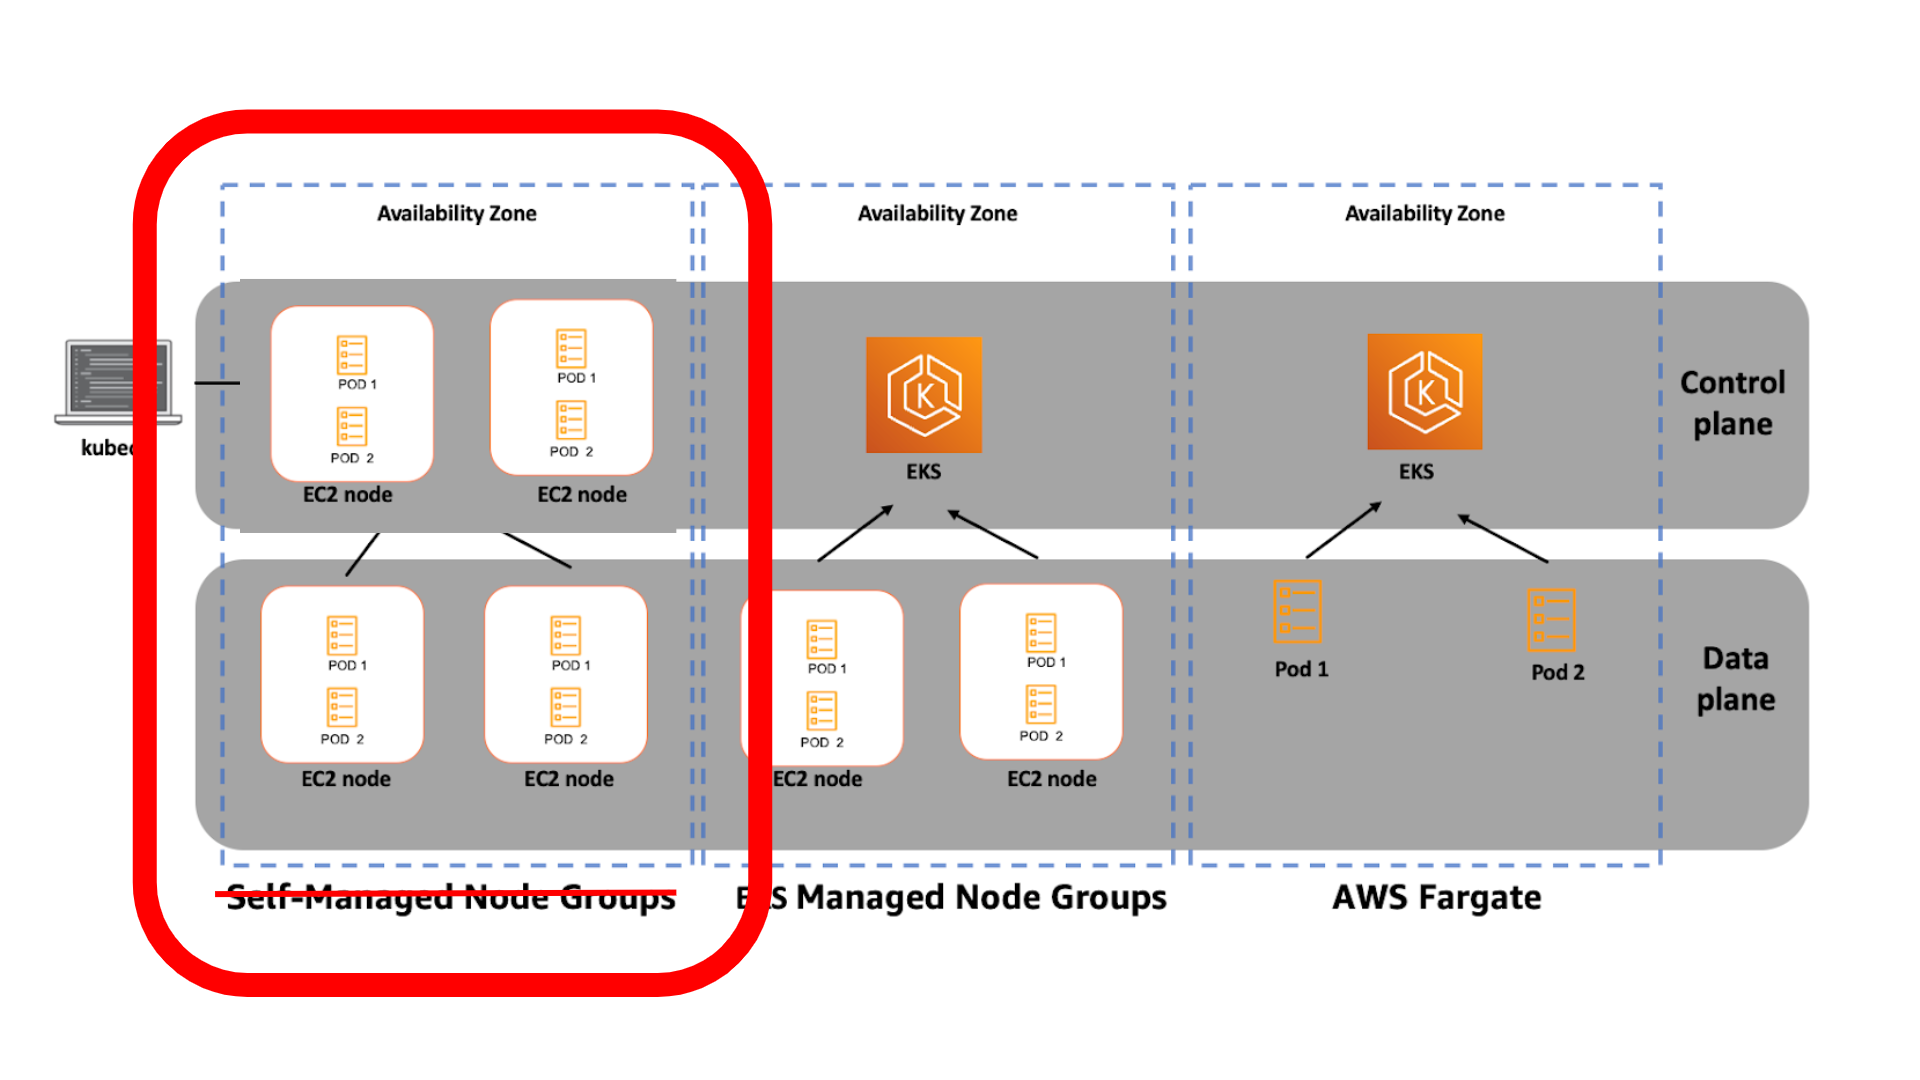 Availability Zone
Availability Zone
Availability Zone
POD 1
POD 2
EC2 node
POD 1
POD 2
EC2 node
EKS
EKS
Control
plane
POD 1
POD 2
EC2 node
POD 1
POD 2
EC2 node
POD 1
POD 2
EC2 node
POD 1
POD 2
EC2 node
Pod 1
Pod 2
Data
plane
Self-Managed Node Groups
Managed Node Groups
AWS Fargate